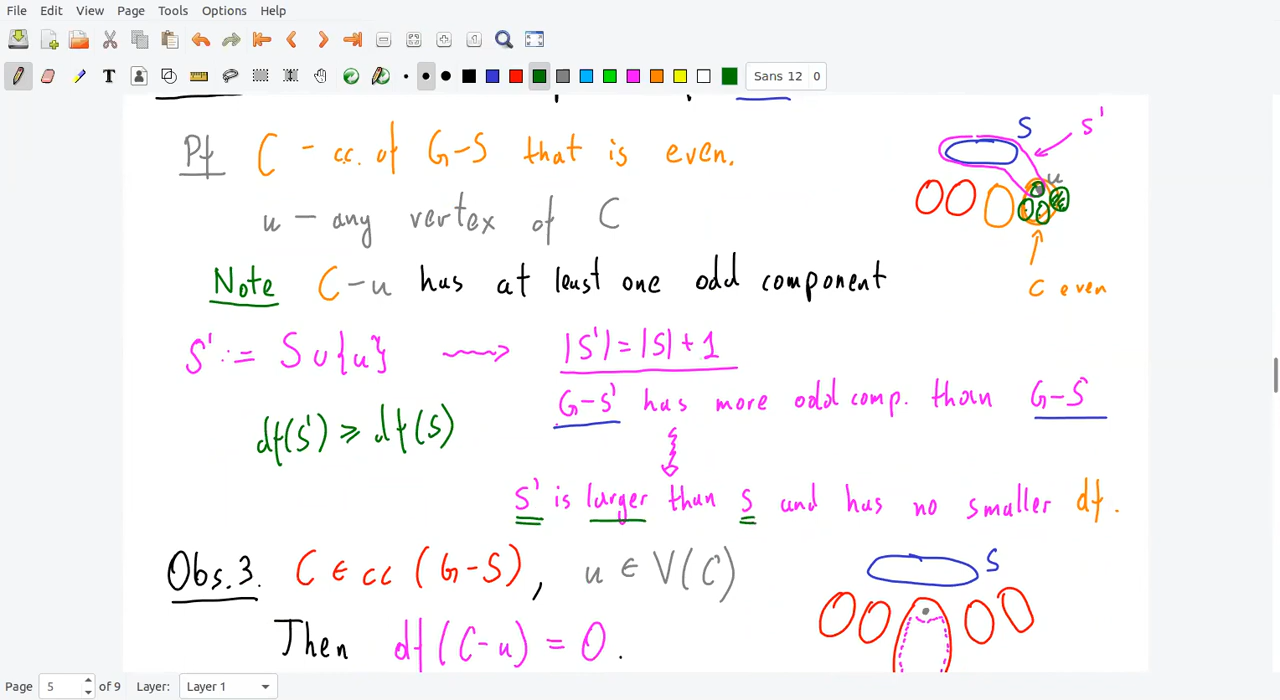 File Edit View Page Tools Options Help
Sans 12 0
Pf C - cc. of G-S that is even.
u - any vertex of C
Note C-u has at least one odd component
S' := S ∪ {u} ⇝ |S'| = |S| + 1
G-S' has more odd comp. than G-S
df(S') ≥ df(S)
S' is larger than S and has no smaller df.
S
S'
u
C even
Obs.3. C ∈ cc (G-S), u ∈ V(C)
Then df(C-u) = 0.
S
Page 5 of 9 Layer: Layer 1